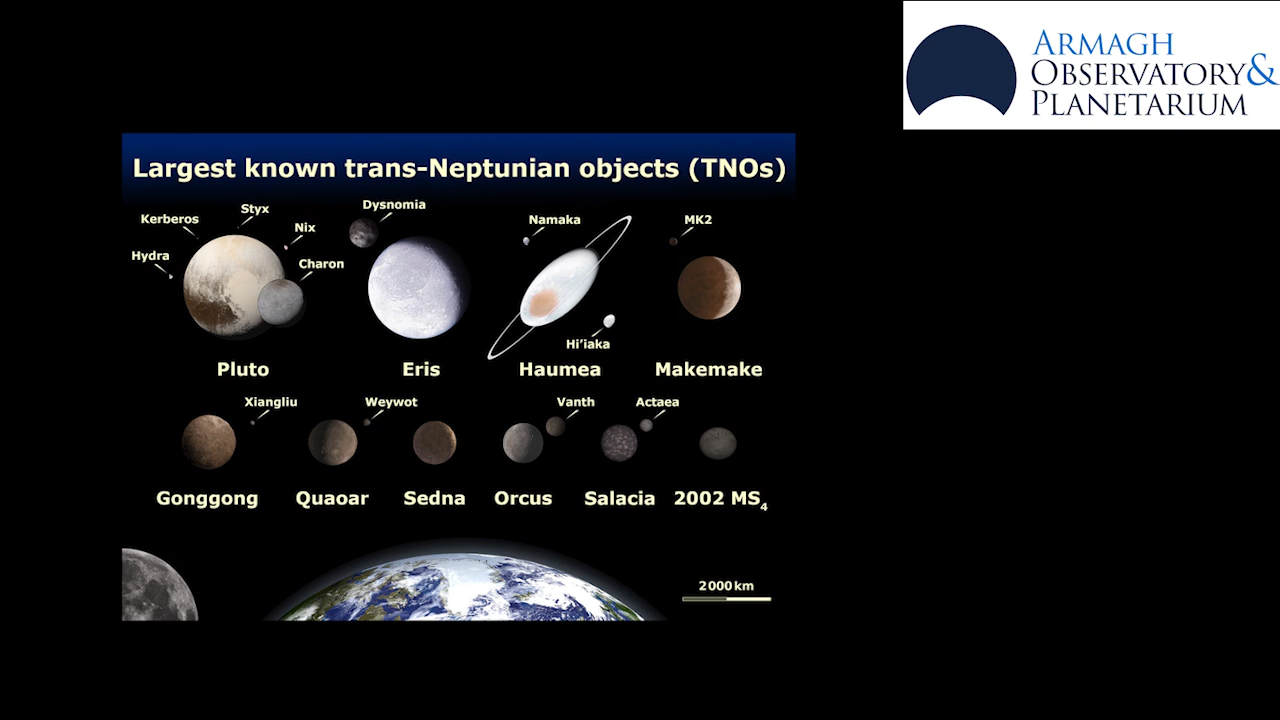 ARMAGH
OBSERVATORY&
PLANETARIUM
Largest known trans-Neptunian objects (TNOs)
Kerberos
Styx
Nix
Hydra
Charon
Dysnomia
Namaka
Hi’iaka
MK2
Pluto
Eris
Haumea
Makemake
Xiangliu
Weywot
Vanth
Actaea
Gonggong
Quaoar
Sedna
Orcus
Salacia
2002 MS4
2000 km